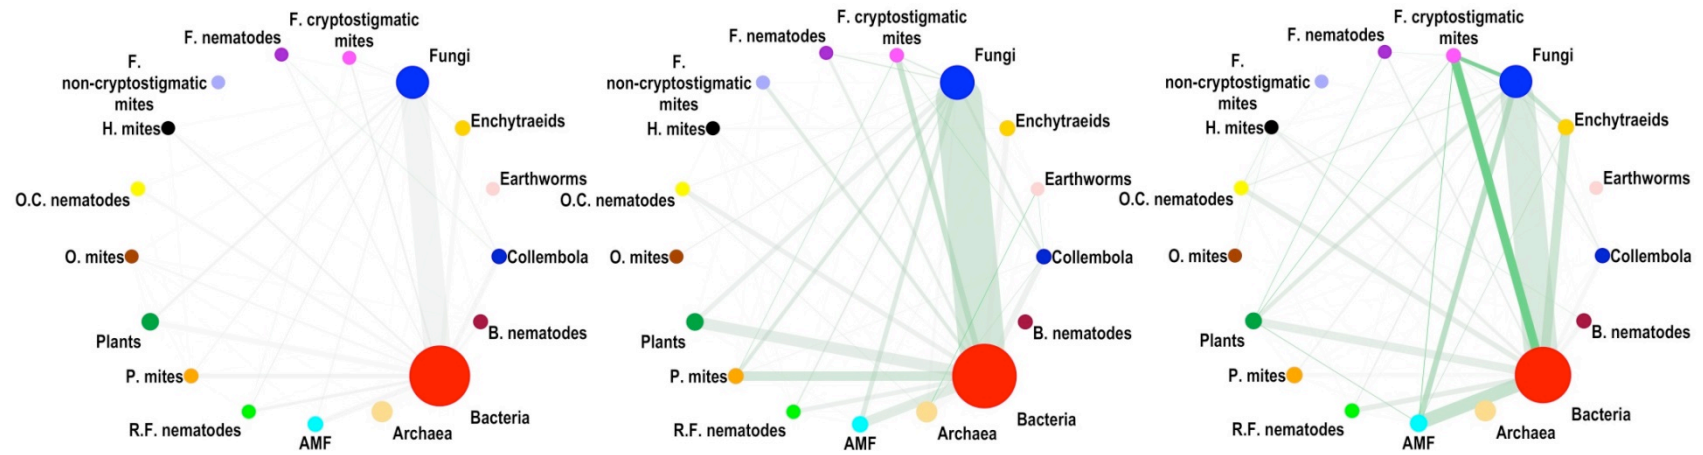 F. cryptostigmatic
mites
F. nematodes
Fungi
F.
non-cryptostigmatic
mites
H. mites
Enchytraeids
Earthworms
O.C. nematodes
O. mites
Collembola
Plants
B. nematodes
P. mites
R.F. nematodes
AMF
Archaea
Bacteria
F. cryptostigmatic
mites
F. nematodes
Fungi
F.
non-cryptostigmatic
mites
H. mites
Enchytraeids
Earthworms
O.C. nematodes
O. mites
Collembola
Plants
B. nematodes
P. mites
R.F. nematodes
AMF
Archaea
Bacteria
F. cryptostigmatic
mites
F. nematodes
Fungi
F.
non-cryptostigmatic
mites
H. mites
Enchytraeids
Earthworms
O.C. nematodes
O. mites
Collembola
Plants
B. nematodes
P. mites
R.F. nematodes
AMF
Archaea
Bacteria